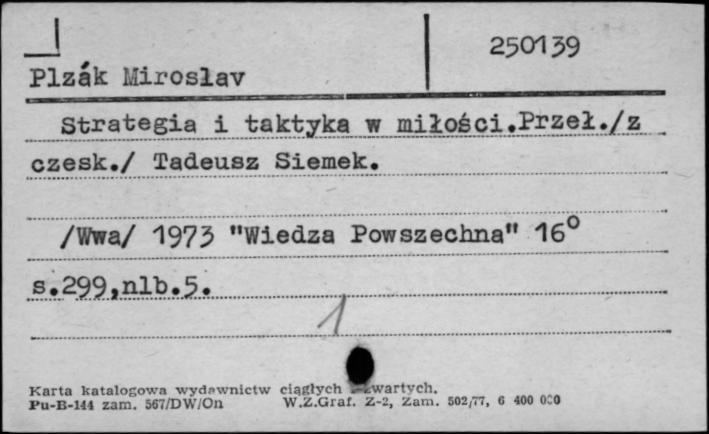 250139
Plzák Miroslav
Strategia i taktyka w miłości.Przeł./z
czesk./ Tadeusz Siemek.
/Wwa/ 1973 "Wiedza Powszechna" 16°
s.299,nlb.5.
1
Karta katalogowa wydawnictw ciągłych zwartych.
Pu-B-144 zam. 567/DW/On W.Z.Graf. Z-2, Zam. 502/77, 6 400 000